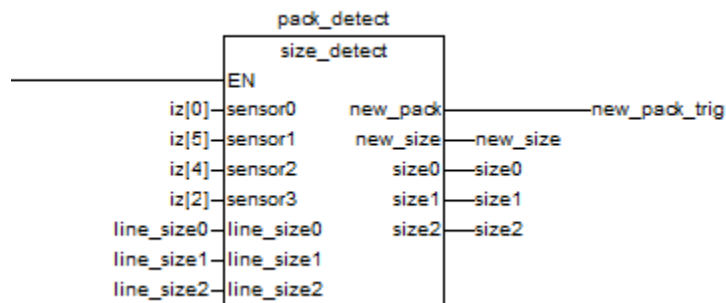 pack_detect
size_detect
EN
iz[0] sensor0 new_pack new_pack_trig
iz[5] sensor1 new_size new_size
iz[4] sensor2 size0 size0
iz[2] sensor3 size1 size1
line_size0 line_size0 size2 size2
line_size1 line_size1
line_size2 line_size2